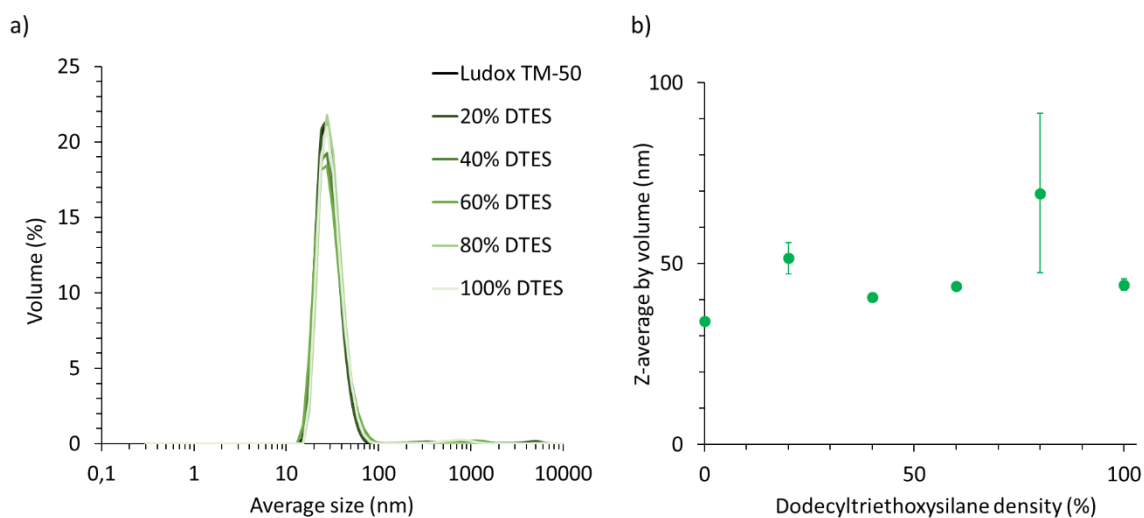 a)
25
20
15
10
5
0
Volume (%)
0,1
1
10
100
1000
10000
Average size (nm)
Ludox TM-50
20% DTES
40% DTES
60% DTES
80% DTES
100% DTES
b)
100
50
0
Z-average by volume (nm)
0
50
100
Dodecyltriethoxysilane density (%)